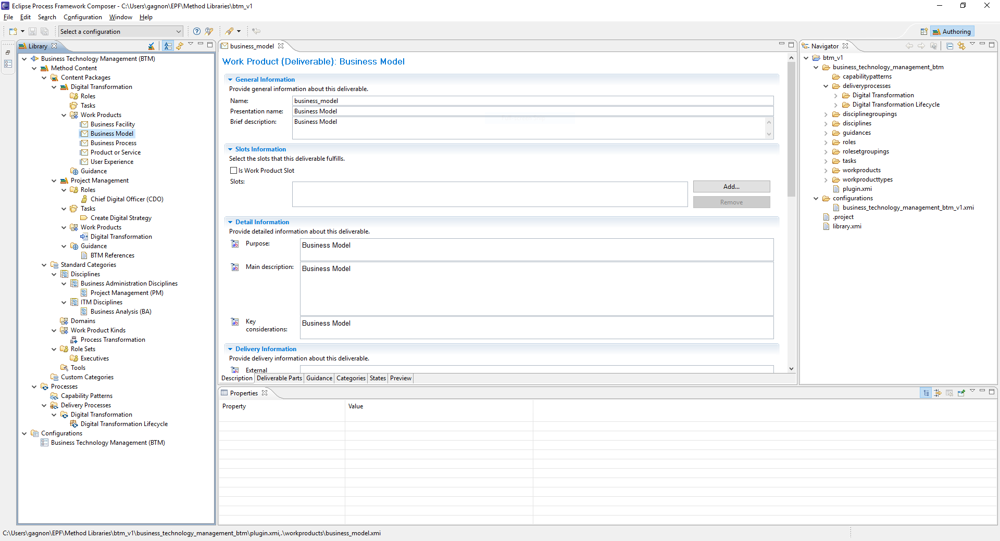 Eclipse Process Framework Composer - C:\Users\gagnon\EPF\Method Libraries\btm_v1
File Edit Search Configuration Window Help
Select a configuration
Authoring
Library
Business Technology Management (BTM)
Method Content
Content Packages
Digital Transformation
Roles
Tasks
Work Products
Business Facility
Business Model
Business Process
Product or Service
User Experience
Guidance
Project Management
Roles
Chief Digital Officer (CDO)
Tasks
Create Digital Strategy
Work Products
Digital Transformation
Guidance
BTM References
Standard Categories
Disciplines
Business Administration Disciplines
Project Management (PM)
ITM Disciplines
Business Analysis (BA)
Domains
Work Product Kinds
Process Transformation
Role Sets
Executives
Tools
Custom Categories
Processes
Capability Patterns
Delivery Processes
Digital Transformation
Digital Transformation Lifecycle
Configurations
Business Technology Management (BTM)
business_model
Work Product (Deliverable): Business Model
General Information
Provide general information about this deliverable.
Name: business_model
Presentation name: Business Model
Brief description: Business Model
Slots Information
Select the slots that this deliverable fulfills.
Is Work Product Slot
Slots:
Add...
Remove
Detail Information
Provide detailed information about this deliverable.
Purpose: Business Model
Main description: Business Model
Key considerations: Business Model
Delivery Information
Provide delivery information about this deliverable.
External
Description Deliverable Parts Guidance Categories States Preview
Properties
Property Value
Navigator
btm_v1
business_technology_management_btm
capabilitypatterns
deliveryprocesses
Digital Transformation
Digital Transformation Lifecycle
disciplinegroupings
disciplines
guidances
roles
rolesetgroupings
tasks
workproducts
workproducttypes
plugin.xmi
configurations
business_technology_management_btm_v1.xmi
.project
library.xmi
C:\Users\gagnon\EPF\Method Libraries\btm_v1\business_technology_management_btm\plugin.xmi,.\workproducts\business_model.xmi